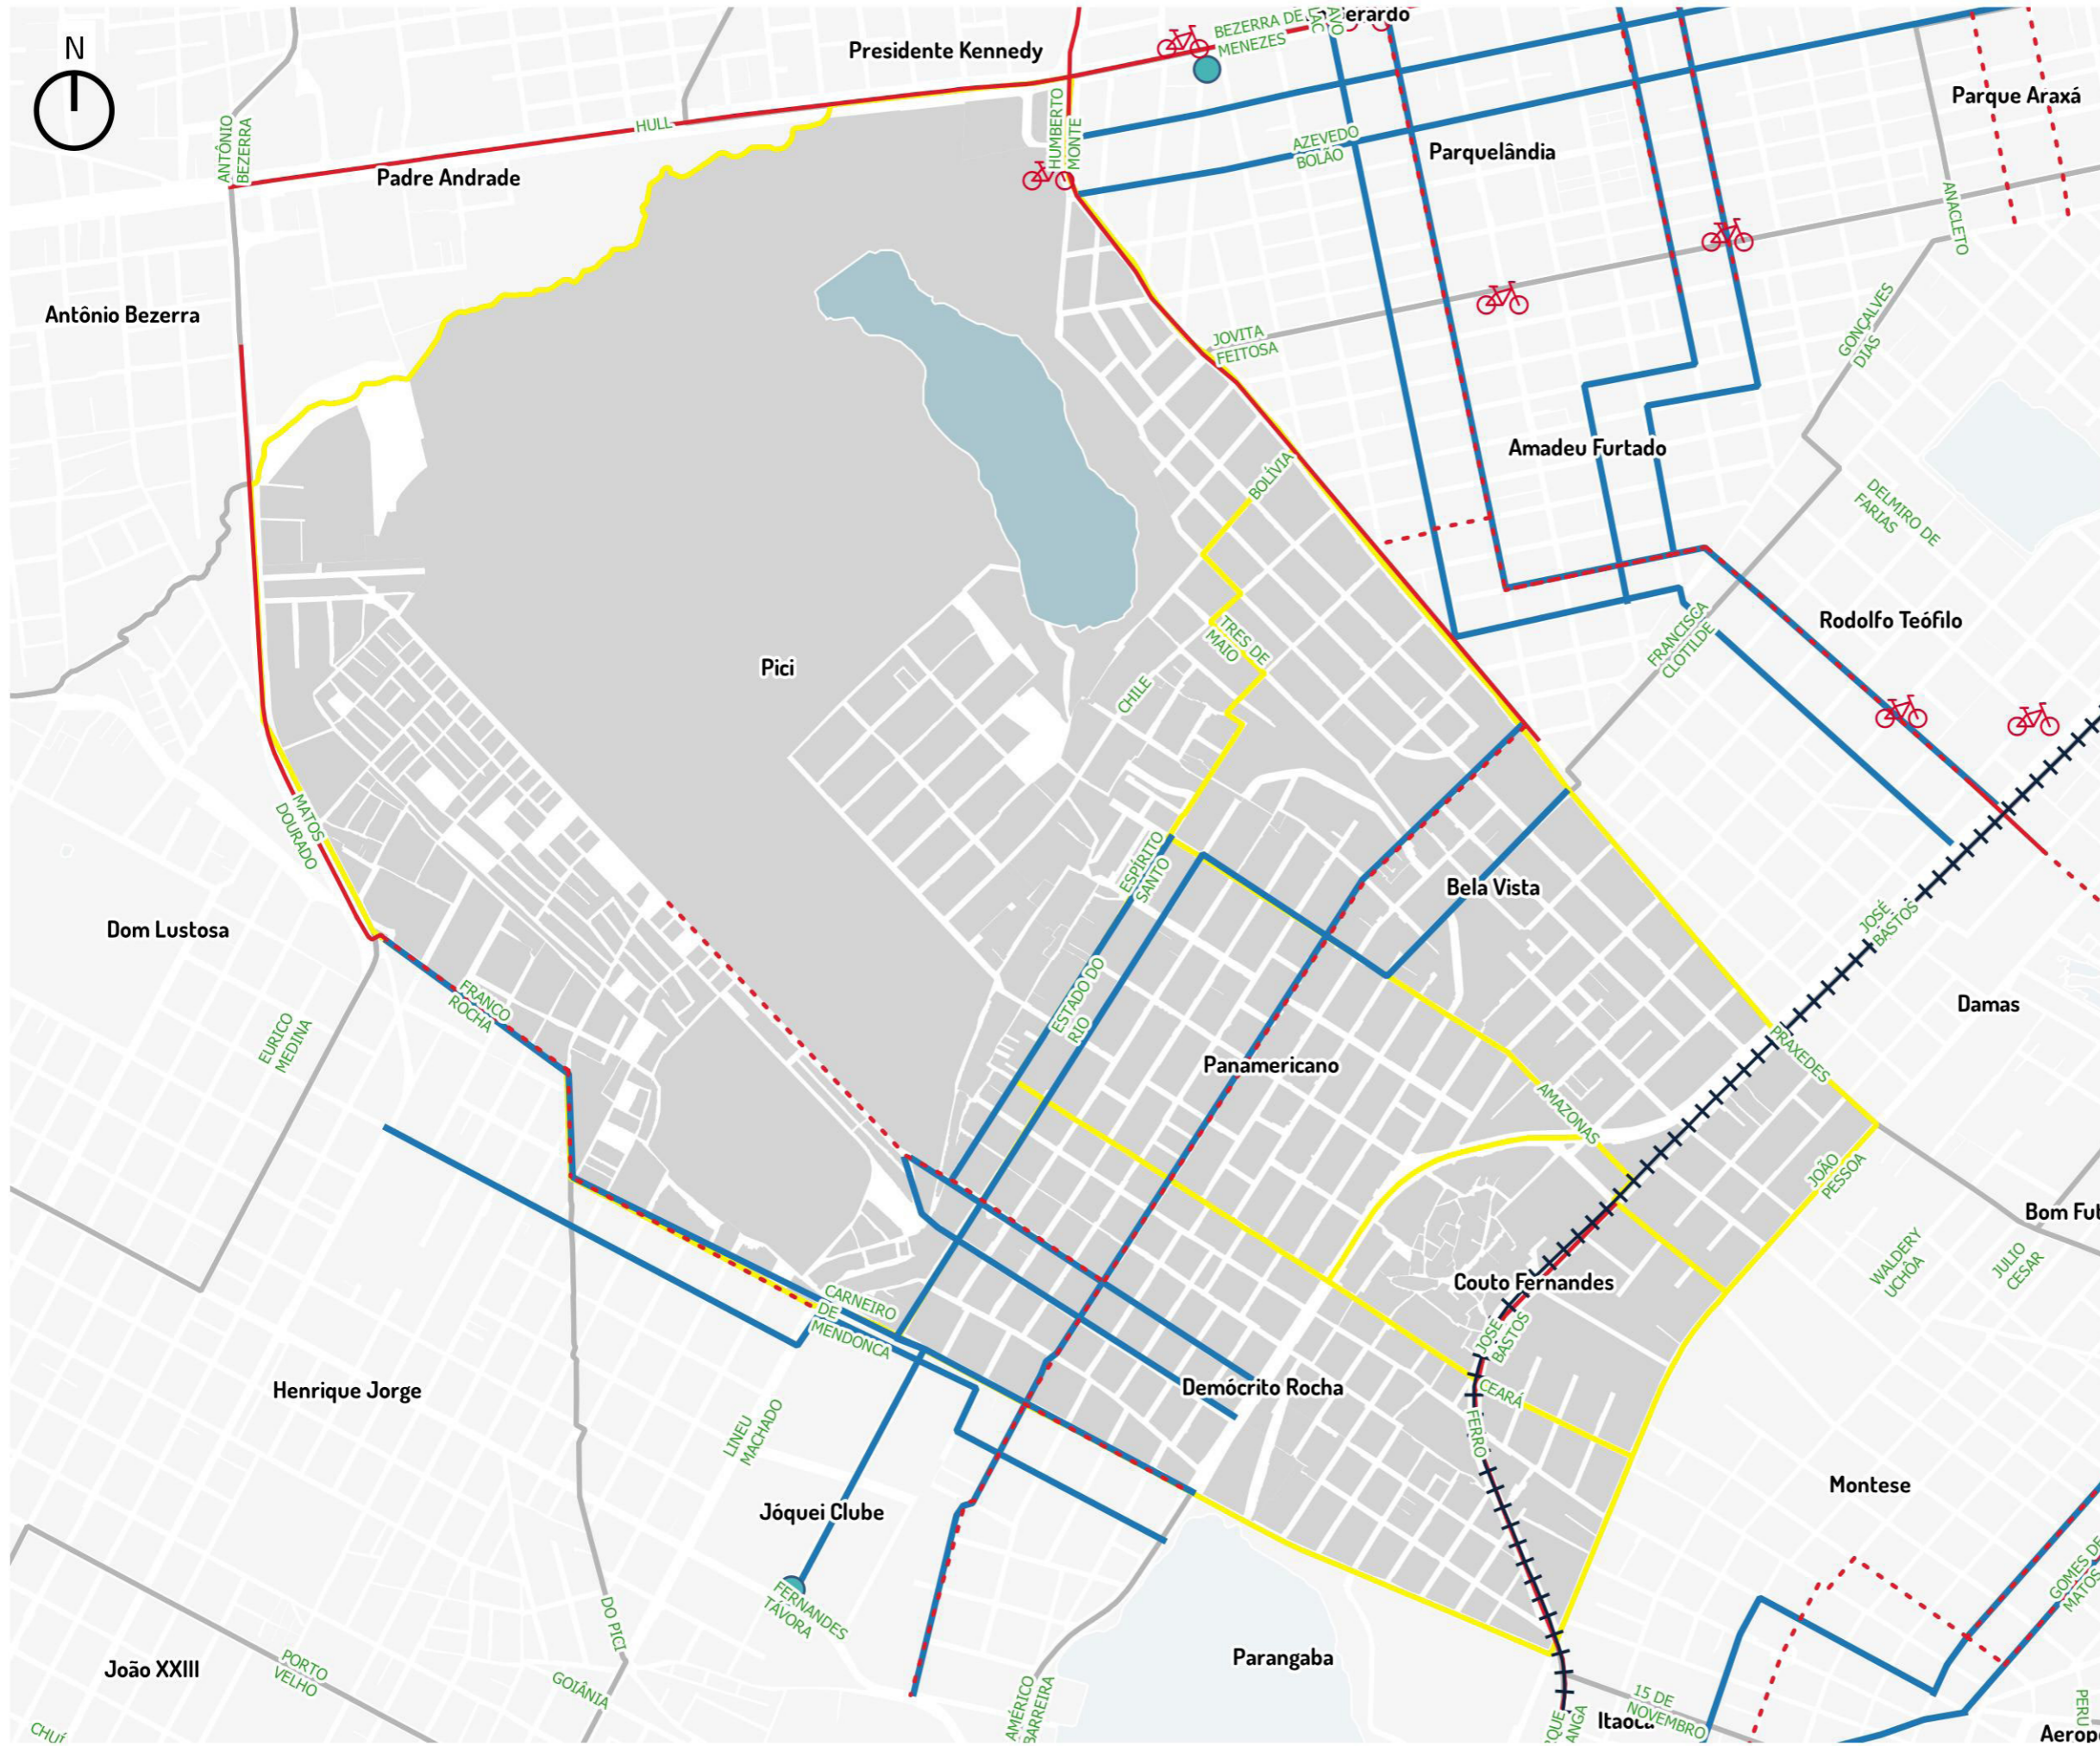 N
Presidente Kennedy
BEZERRA DE
MENEZES
Parque Araxá
ANTÔNIO
BEZERRA
HULL
HUMBERTO
MONTE
AZEVEDO
BOLÃO
Parquelândia
Padre Andrade
ANACLETO
Antônio Bezerra
JOVITA
FEITOSA
GONÇALVES
DIAS
Amadeu Furtado
BOLÍVIA
DELMIRO DE
FARIAS
Rodolfo Teófilo
FRANCISCA
CLOTILDE
TRES DE
MAIO
Pici
CHILE
MATOS
DOURADO
ESPÍRITO
SANTO
Bela Vista
Dom Lustosa
JOSÉ
BASTOS
ESTADO DO
RIO
FRANCO
ROCHA
Damas
EURICO
MEDINA
Panamericano
PRAXEDES
AMAZONAS
JOÃO
PESSOA
Bom Fut
WALDERY
UCHÔA
JULIO
CESAR
Couto Fernandes
CARNEIRO
DE
MENDONCA
JOSÉ
BASTOS
Henrique Jorge
Demócrito Rocha
CEARÁ
LINEU
MACHADO
FERRO
Montese
Jóquei Clube
FERNANDES
TÁVORA
GOMES DE
MATOS
DO PICI
João XXIII
PORTO
VELHO
Parangaba
GOIÂNIA
AMÉRICO
BARREIRA
15 DE
NOVEMBRO
Itaoca
PERU
CHUÍ
Aerop